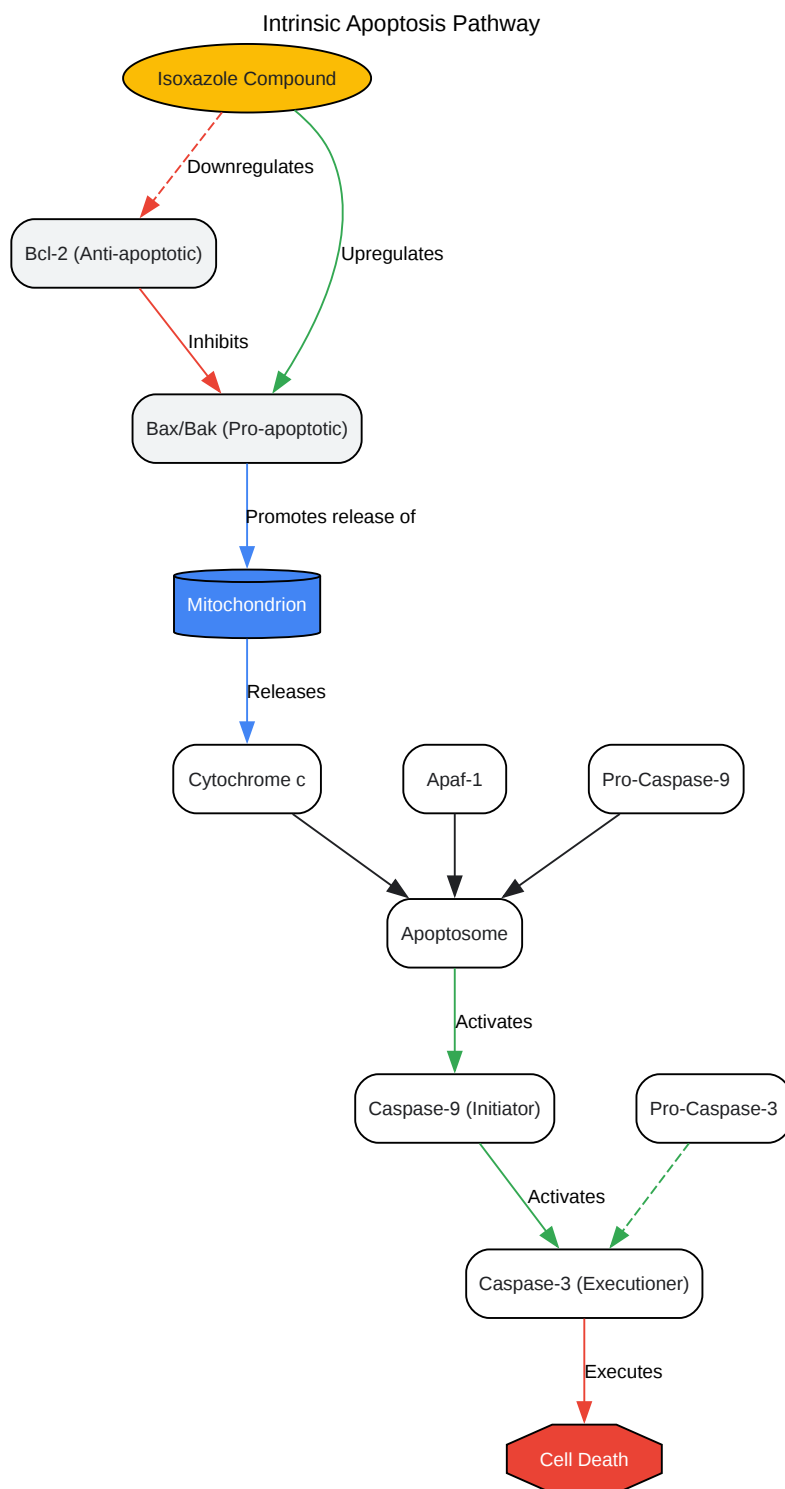 Intrinsic Apoptosis Pathway
Isoxazole Compound
Downregulates
Bcl-2 (Anti-apoptotic)
Upregulates
Inhibits
Bax/Bak (Pro-apoptotic)
Promotes release of
Mitochondrion
Releases
Cytochrome c
Apaf-1
Pro-Caspase-9
Apoptosome
Activates
Caspase-9 (Initiator)
Pro-Caspase-3
Activates
Caspase-3 (Executioner)
Executes
Cell Death